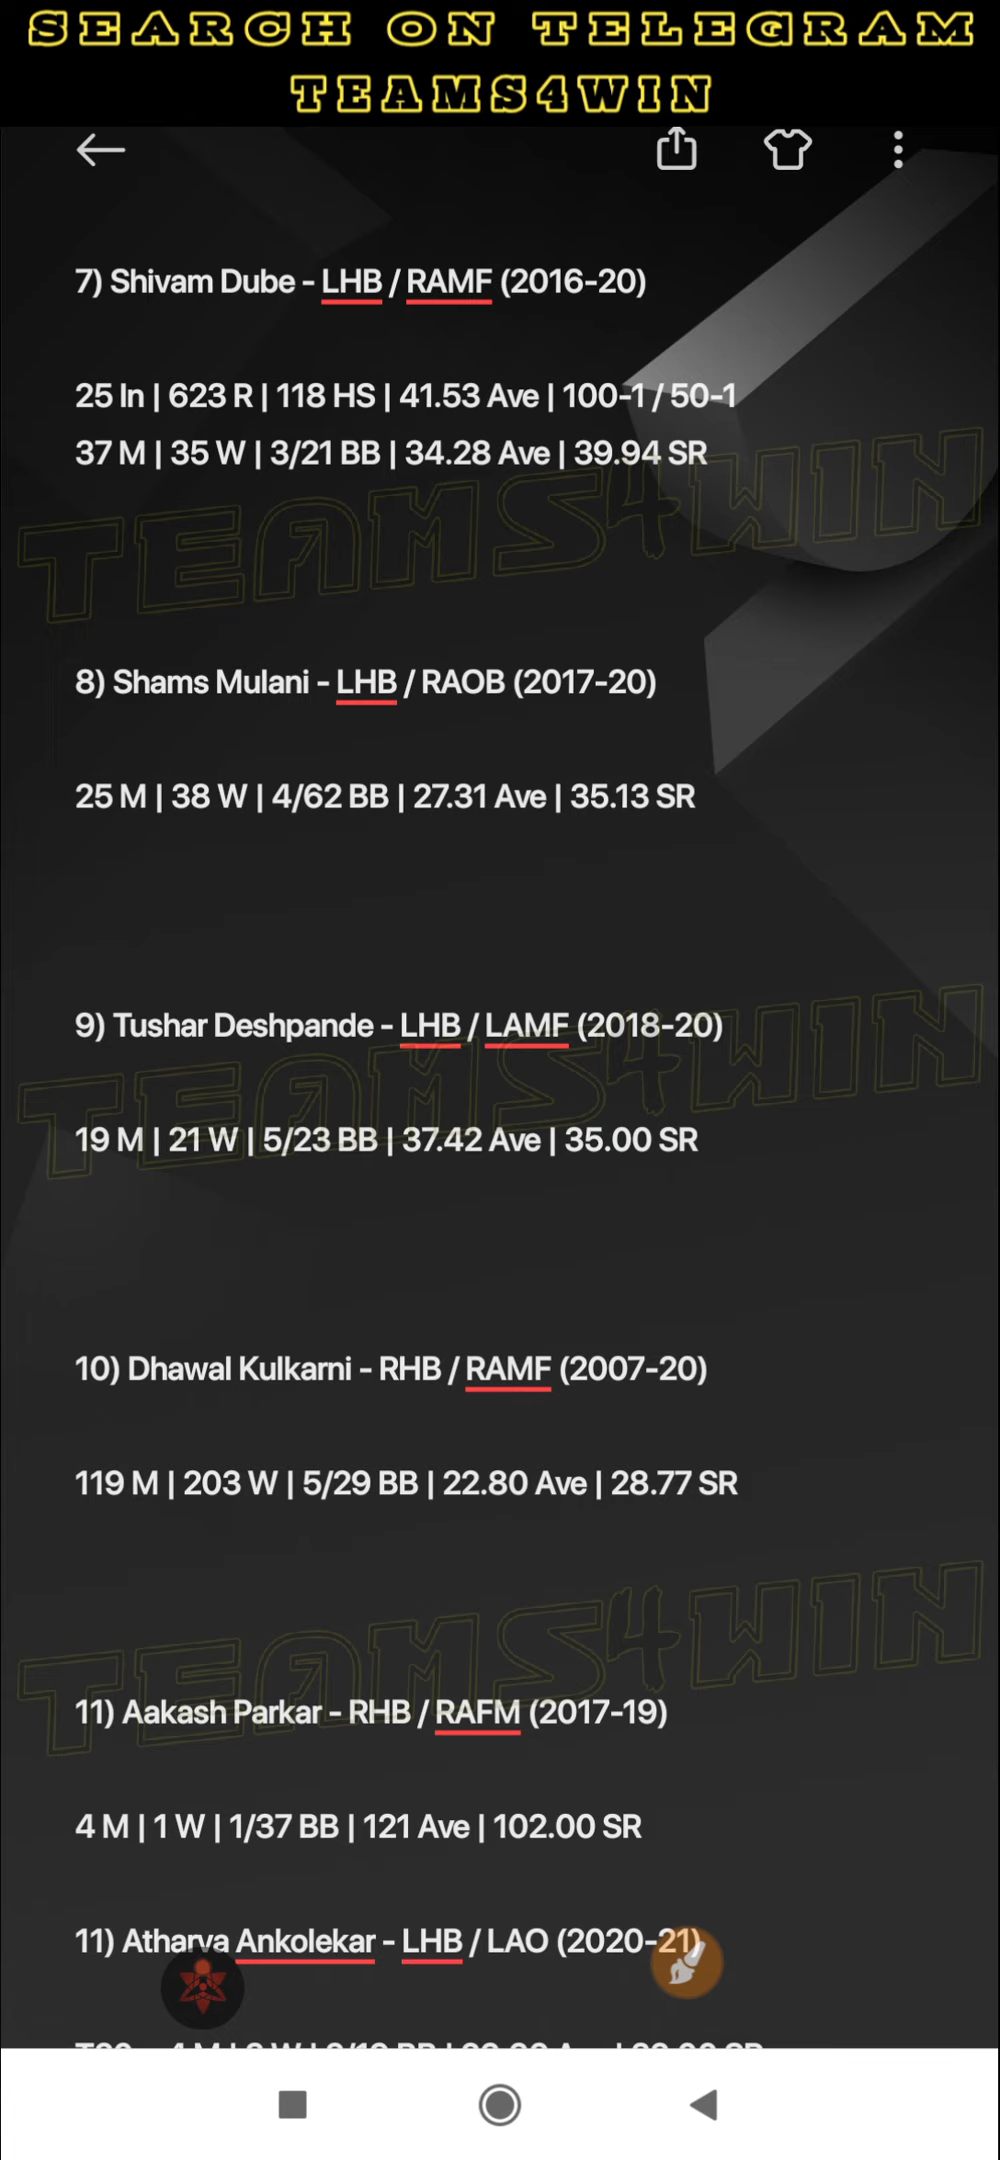 SEARCH ON TELEGRAM
TEAMS4WIN
7) Shivam Dube - LHB / RAMF (2016-20)
25 In | 623 R | 118 HS | 41.53 Ave | 100-1 / 50-1
37 M | 35 W | 3/21 BB | 34.28 Ave | 39.94 SR
TEAMS4WIN
8) Shams Mulani - LHB / RAOB (2017-20)
25 M | 38 W | 4/62 BB | 27.31 Ave | 35.13 SR
9) Tushar Deshpande - LHB / LAMF (2018-20)
TEAMS4WIN
19 M | 21 W | 5/23 BB | 37.42 Ave | 35.00 SR
10) Dhawal Kulkarni - RHB / RAMF (2007-20)
119 M | 203 W | 5/29 BB | 22.80 Ave | 28.77 SR
TEAMS4WIN
11) Aakash Parkar - RHB / RAFM (2017-19)
4 M | 1 W | 1/37 BB | 121 Ave | 102.00 SR
11) Atharva Ankolekar - LHB / LAO (2020-21)